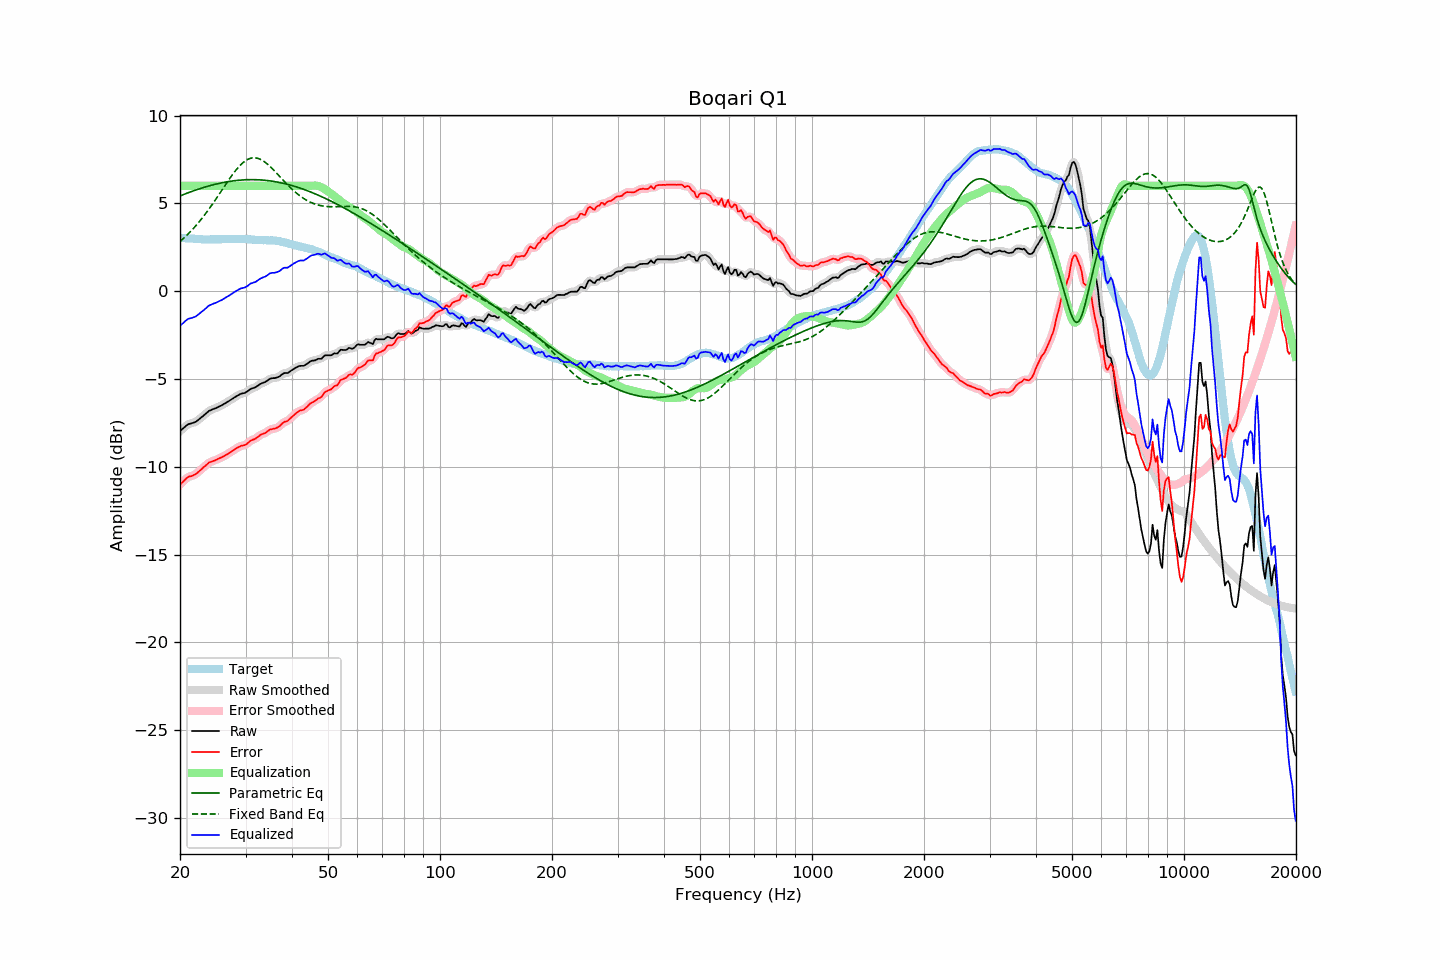 Boqari Q1
10
5
0
−5
−10
−15
−20
−25
−30
Amplitude (dBr)
Target
Raw Smoothed
Error Smoothed
Raw
Error
Equalization
Parametric Eq
Fixed Band Eq
Equalized
20 50 100 200 500 1000 2000 5000 10000 20000
Frequency (Hz)